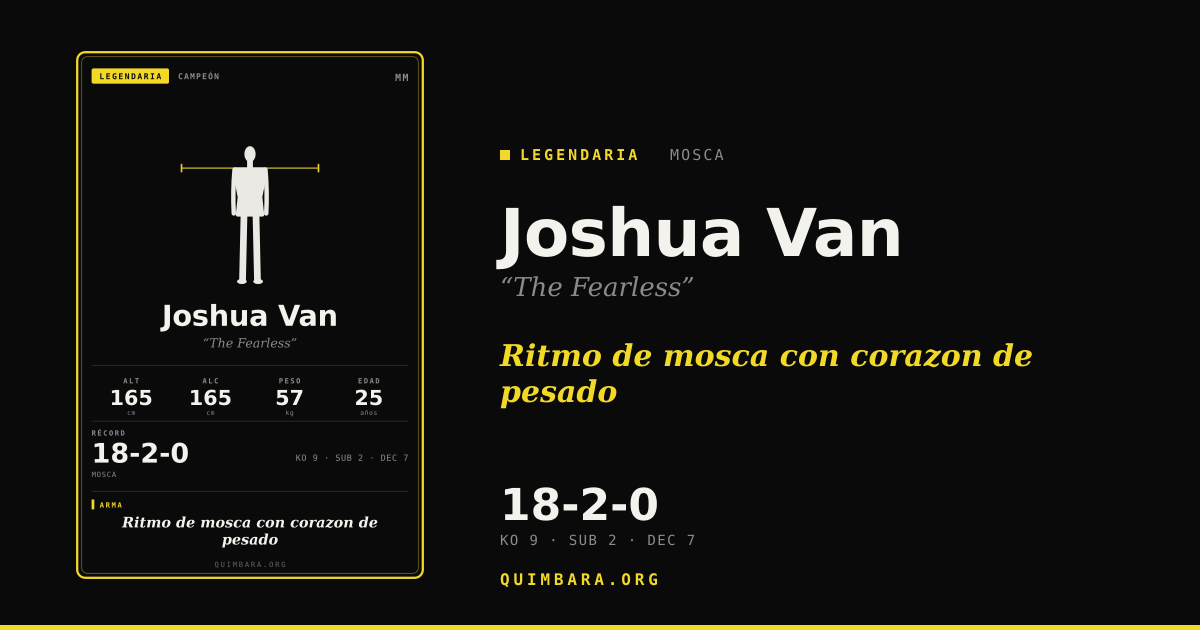 LEGENDARIA CAMPEÓN MM
Joshua Van
“The Fearless”
ALT ALC PESO EDAD
165 165 57 25
cm cm kg años
RÉCORD
18-2-0
KO 9 · SUB 2 · DEC 7
MOSCA
ARMA
Ritmo de mosca con corazon de
pesado
QUIMBARA.ORG
LEGENDARIA MOSCA
Joshua Van
“The Fearless”
Ritmo de mosca con corazon de
pesado
18-2-0
KO 9 · SUB 2 · DEC 7
QUIMBARA.ORG